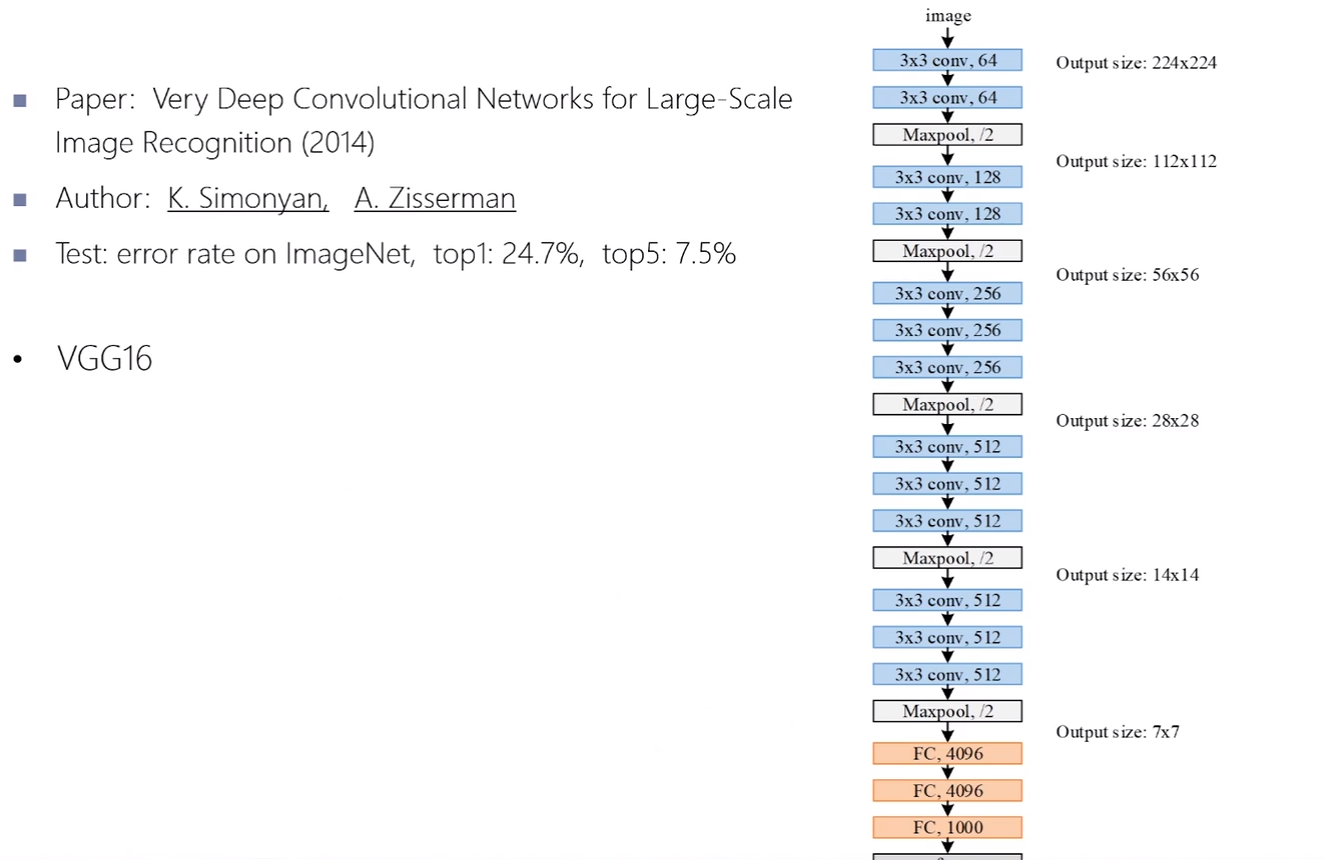 Paper: Very Deep Convolutional Networks for Large-Scale
Image Recognition (2014)
Author: K. Simonyan, A. Zisserman
Test: error rate on ImageNet, top1: 24.7%, top5: 7.5%
VGG16
image
3x3 conv, 64
Output size: 224x224
3x3 conv, 64
Maxpool, /2
Output size: 112x112
3x3 conv, 128
3x3 conv, 128
Maxpool, /2
Output size: 56x56
3x3 conv, 256
3x3 conv, 256
3x3 conv, 256
Maxpool, /2
Output size: 28x28
3x3 conv, 512
3x3 conv, 512
3x3 conv, 512
Maxpool, /2
Output size: 14x14
3x3 conv, 512
3x3 conv, 512
3x3 conv, 512
Maxpool, /2
Output size: 7x7
FC, 4096
FC, 4096
FC, 1000